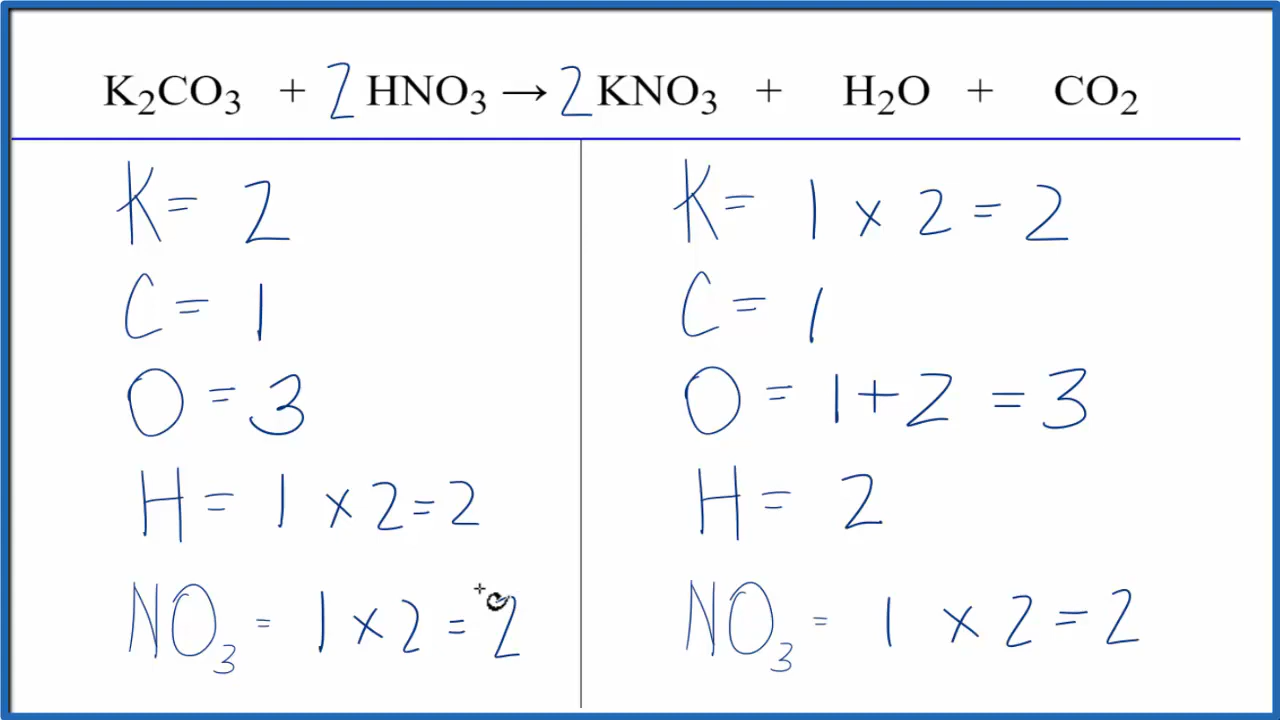 K₂CO₃ + 2 HNO₃ → 2 KNO₃ + H₂O + CO₂
K = 2
C = 1
O = 3
H = 1 x 2 = 2
NO₃ = 1 x 2 = 2
K = 1 x 2 = 2
C = 1
O = 1 + 2 = 3
H = 2
NO₃ = 1 x 2 = 2